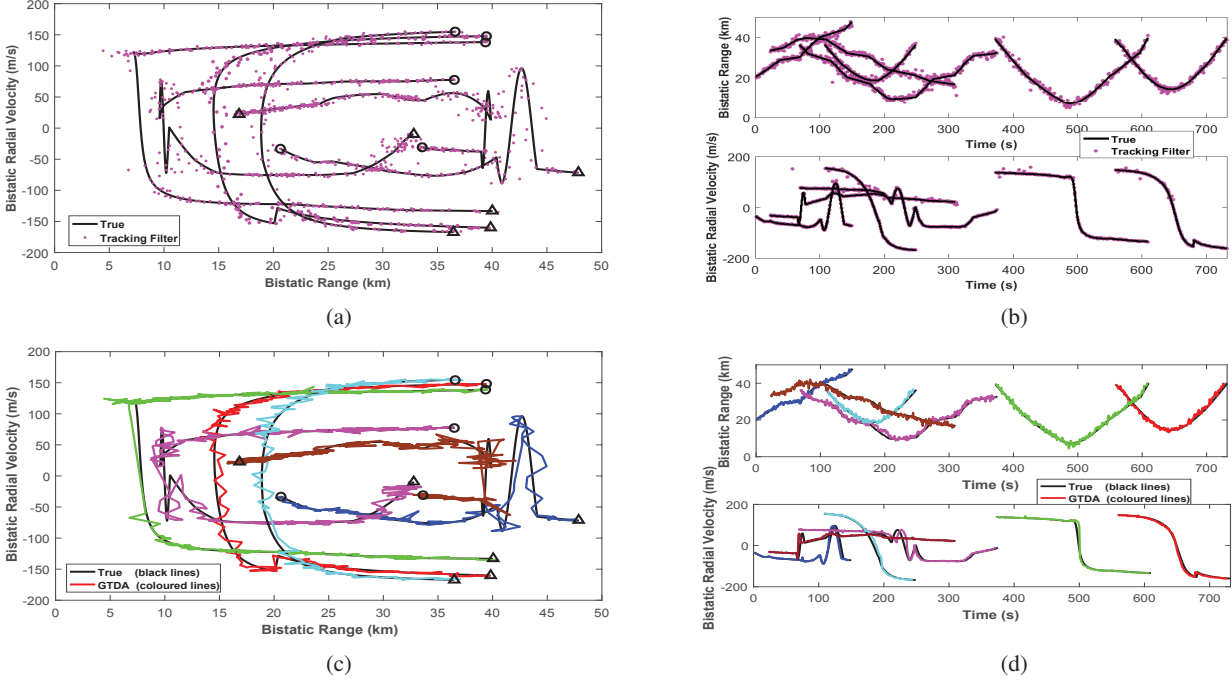 200
150
100
50
0
-50
-100
-150
-200
Bistatic Radial Velocity (m/s)
True
Tracking Filter
0 5 10 15 20 25 30 35 40 45 50
Bistatic Range (km)
(a)
Bistatic Range (km)
40
20
0
0 100 200 300 400 500 600 700
Time (s)
True
Tracking Filter
Bistatic Radial Velocity (m/s)
200
0
-200
0 100 200 300 400 500 600 700
Time (s)
(b)
200
150
100
50
0
-50
-100
-150
-200
Bistatic Radial Velocity (m/s)
True (black lines)
GTDA (coloured lines)
0 5 10 15 20 25 30 35 40 45 50
Bistatic Range (km)
(c)
Bistatic Range (km)
40
20
0
0 100 200 300 400 500 600 700
Time (s)
True (black lines)
GTDA (coloured lines)
Bistatic Radial Velocity (m/s)
200
0
-200
0 100 200 300 400 500 600 700
Time (s)
(d)